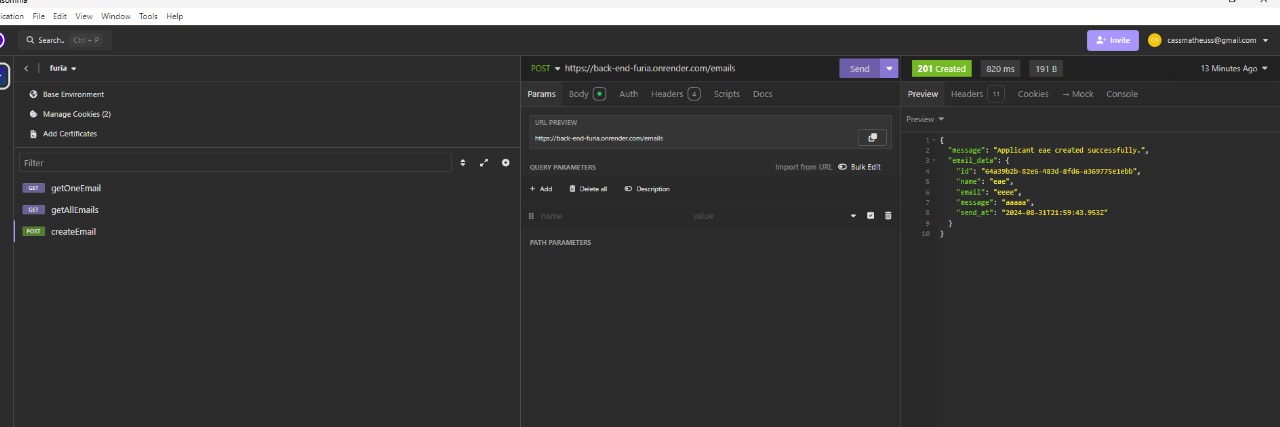 ication File Edit View Window Tools Help
Search.. Ctrl + P
Invite
cassmatheuss@gmail.com
furia
Base Environment
Manage Cookies (2)
Add Certificates
Filter
GET getOneEmail
GET getAllEmails
POST createEmail
POST https://back-end-furia.onrender.com/emails
Send
Params Body Auth Headers 4 Scripts Docs
URL PREVIEW
https://back-end-furia.onrender.com/emails
QUERY PARAMETERS Import from URL Bulk Edit
+ Add Delete all Description
name value
PATH PARAMETERS
201 Created 820 ms 191 B 13 Minutes Ago
Preview Headers 11 Cookies → Mock Console
Preview
1 {
2 "message": "Applicant eae created successfully.",
3 "email_data": {
4 "id": "64a39b2b-82e6-483d-8fd6-a369775e1ebb",
5 "name": "eae",
6 "email": "eeee",
7 "message": "aaaaa",
8 "send_at": "2024-08-31T21:59:43.953Z"
9 }
10 }